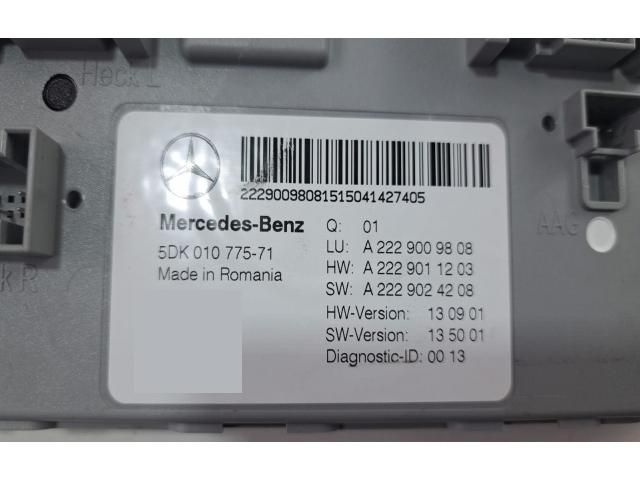 Heck L
22290098081515041427405
Mercedes-Benz
5DK 010 775-71
Made in Romania
Q: 01
LU: A 222 900 98 08
HW: A 222 901 12 03
SW: A 222 902 42 08
HW-Version: 13 09 01
SW-Version: 13 50 01
Diagnostic-ID: 00 13
AAG
k R